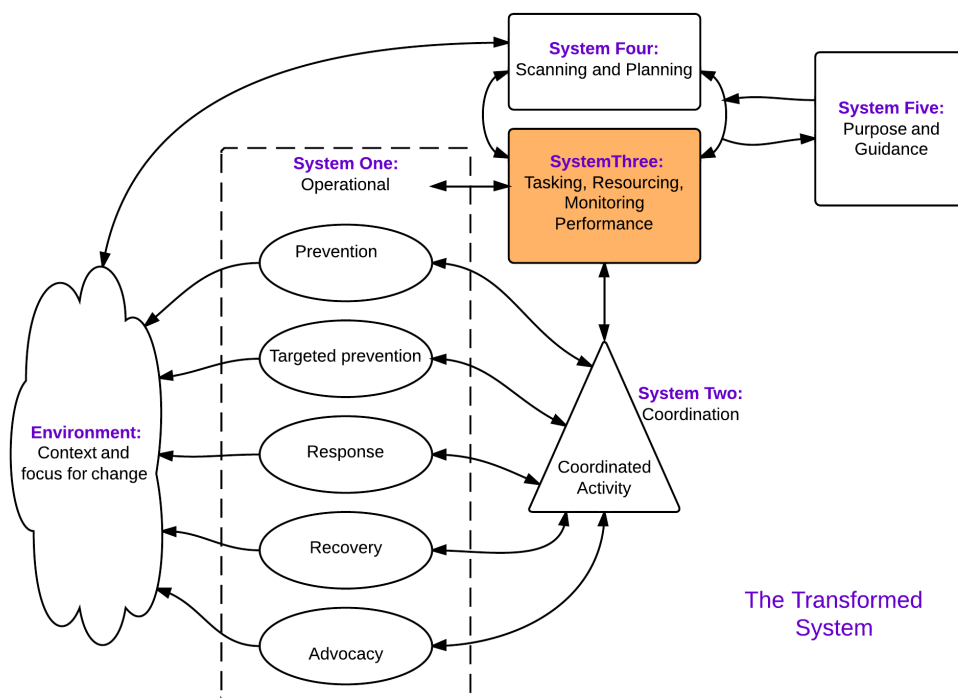 System Four:
Scanning and Planning
System Five:
Purpose and
Guidance
SystemThree:
Tasking, Resourcing,
Monitoring
Performance
System One:
Operational
Prevention
Targeted prevention
System Two:
Coordination
Environment:
Context and
focus for change
Response
Coordinated
Activity
Recovery
The Transformed
System
Advocacy